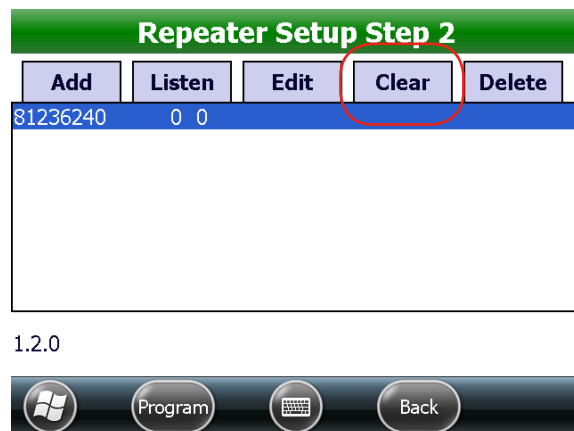 Repeater Setup Step 2
Add Listen Edit Clear Delete
81236240 0 0
1.2.0
Program Back